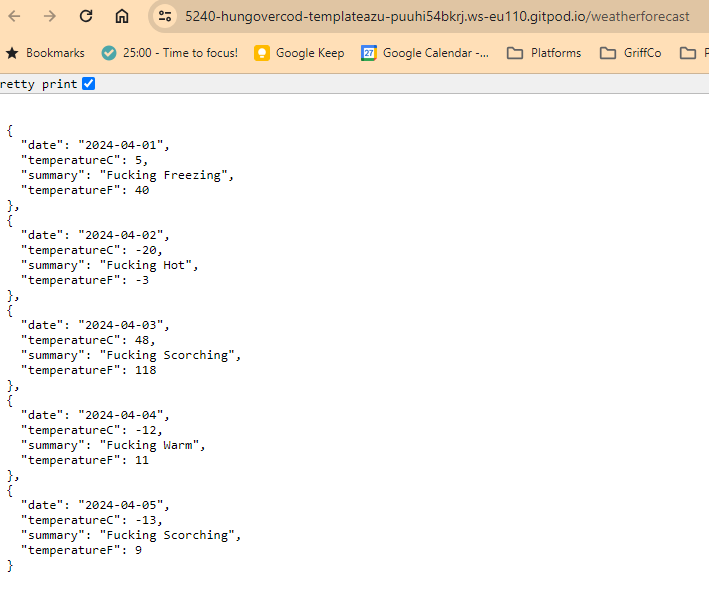 5240-hungovercod-templateazu-puuhi54bkrj.ws-eu110.gitpod.io/weatherforecast
Bookmarks 25:00 - Time to focus! Google Keep 27 Google Calendar -... Platforms GriffCo P
retty print
{
"date": "2024-04-01",
"temperatureC": 5,
"summary": "Fucking Freezing",
"temperatureF": 40
},
{
"date": "2024-04-02",
"temperatureC": -20,
"summary": "Fucking Hot",
"temperatureF": -3
},
{
"date": "2024-04-03",
"temperatureC": 48,
"summary": "Fucking Scorching",
"temperatureF": 118
},
{
"date": "2024-04-04",
"temperatureC": -12,
"summary": "Fucking Warm",
"temperatureF": 11
},
{
"date": "2024-04-05",
"temperatureC": -13,
"summary": "Fucking Scorching",
"temperatureF": 9
}